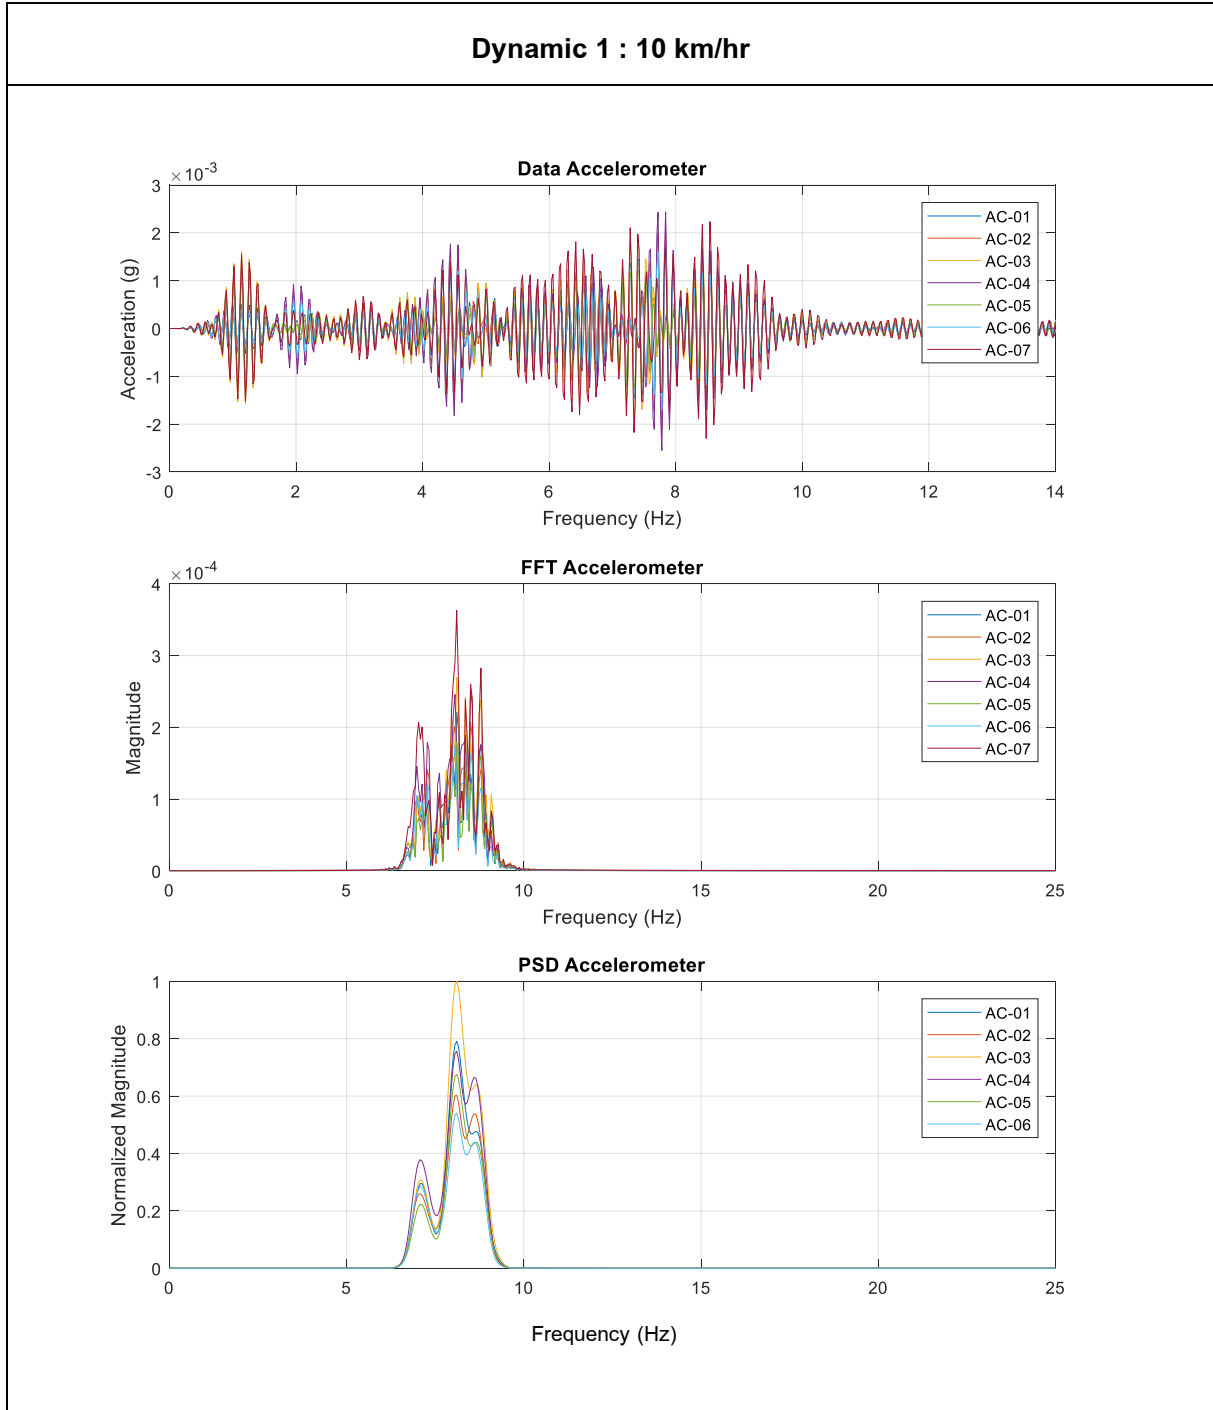 Dynamic 1 : 10 km/hr
Data Accelerometer
×10-3
3
2
1
0
-1
-2
-3
Acceleration (g)
AC-01
AC-02
AC-03
AC-04
AC-05
AC-06
AC-07
0 2 4 6 8 10 12 14
Frequency (Hz)
FFT Accelerometer
×10-4
4
3
2
1
0
Magnitude
AC-01
AC-02
AC-03
AC-04
AC-05
AC-06
AC-07
0 5 10 15 20 25
Frequency (Hz)
PSD Accelerometer
1
0.8
0.6
0.4
0.2
0
Normalized Magnitude
AC-01
AC-02
AC-03
AC-04
AC-05
AC-06
0 5 10 15 20 25
Frequency (Hz)